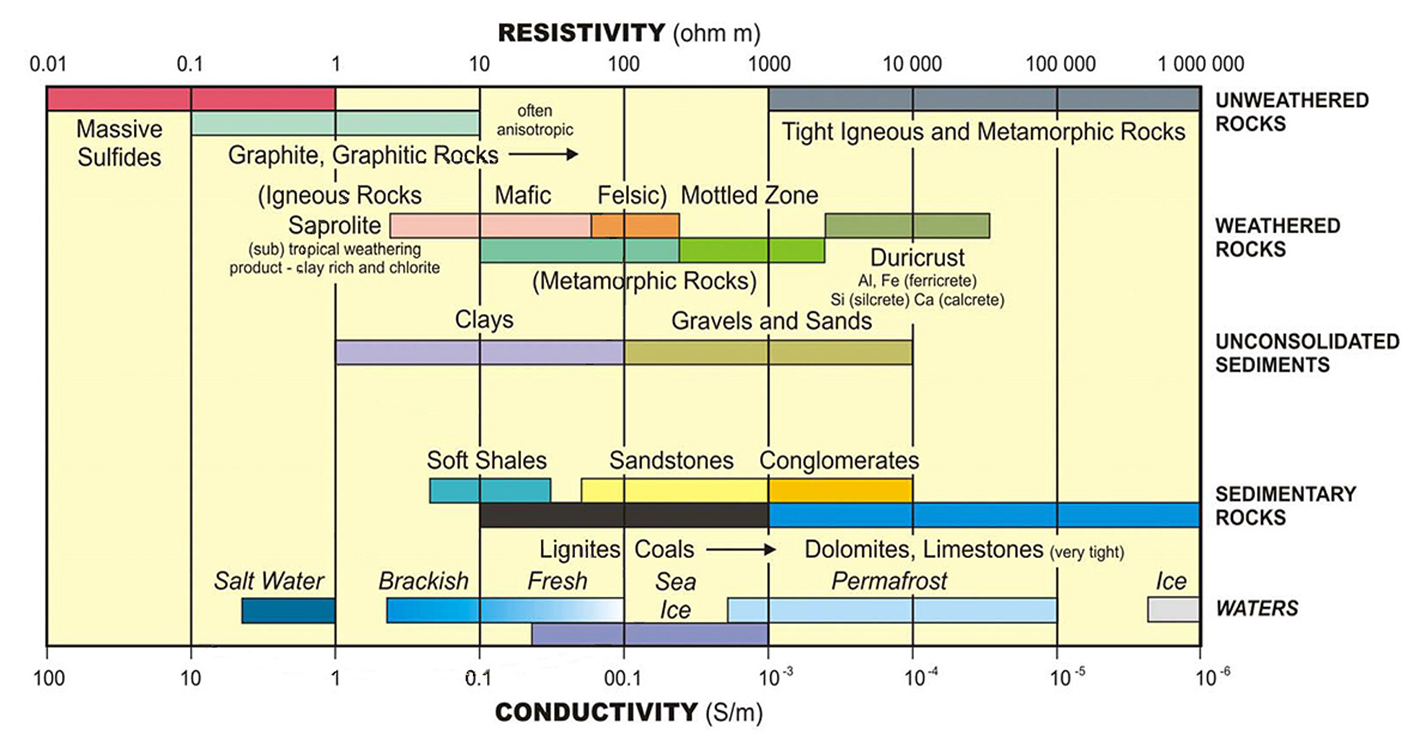 RESISTIVITY (ohm m)
0.01 0.1 1 10 100 1000 10 000 100 000 1 000 000
UNWEATHERED
ROCKS
Massive
Sulfides
often
anisotropic
Graphite, Graphitic Rocks
Tight Igneous and Metamorphic Rocks
(Igneous Rocks Mafic Felsic) Mottled Zone
Saprolite
(sub) tropical weathering
product - clay rich and chlorite
WEATHERED
ROCKS
Duricrust
Al, Fe (ferricrete)
Si (silcrete) Ca (calcrete)
(Metamorphic Rocks)
Clays Gravels and Sands
UNCONSOLIDATED
SEDIMENTS
Soft Shales Sandstones Conglomerates
SEDIMENTARY
ROCKS
Lignites Coals Dolomites, Limestones (very tight)
Salt Water Brackish Fresh Sea Permafrost Ice
Ice
WATERS
100 10 1 0.1 00.1 10-3 10-4 10-5 10-6
CONDUCTIVITY (S/m)